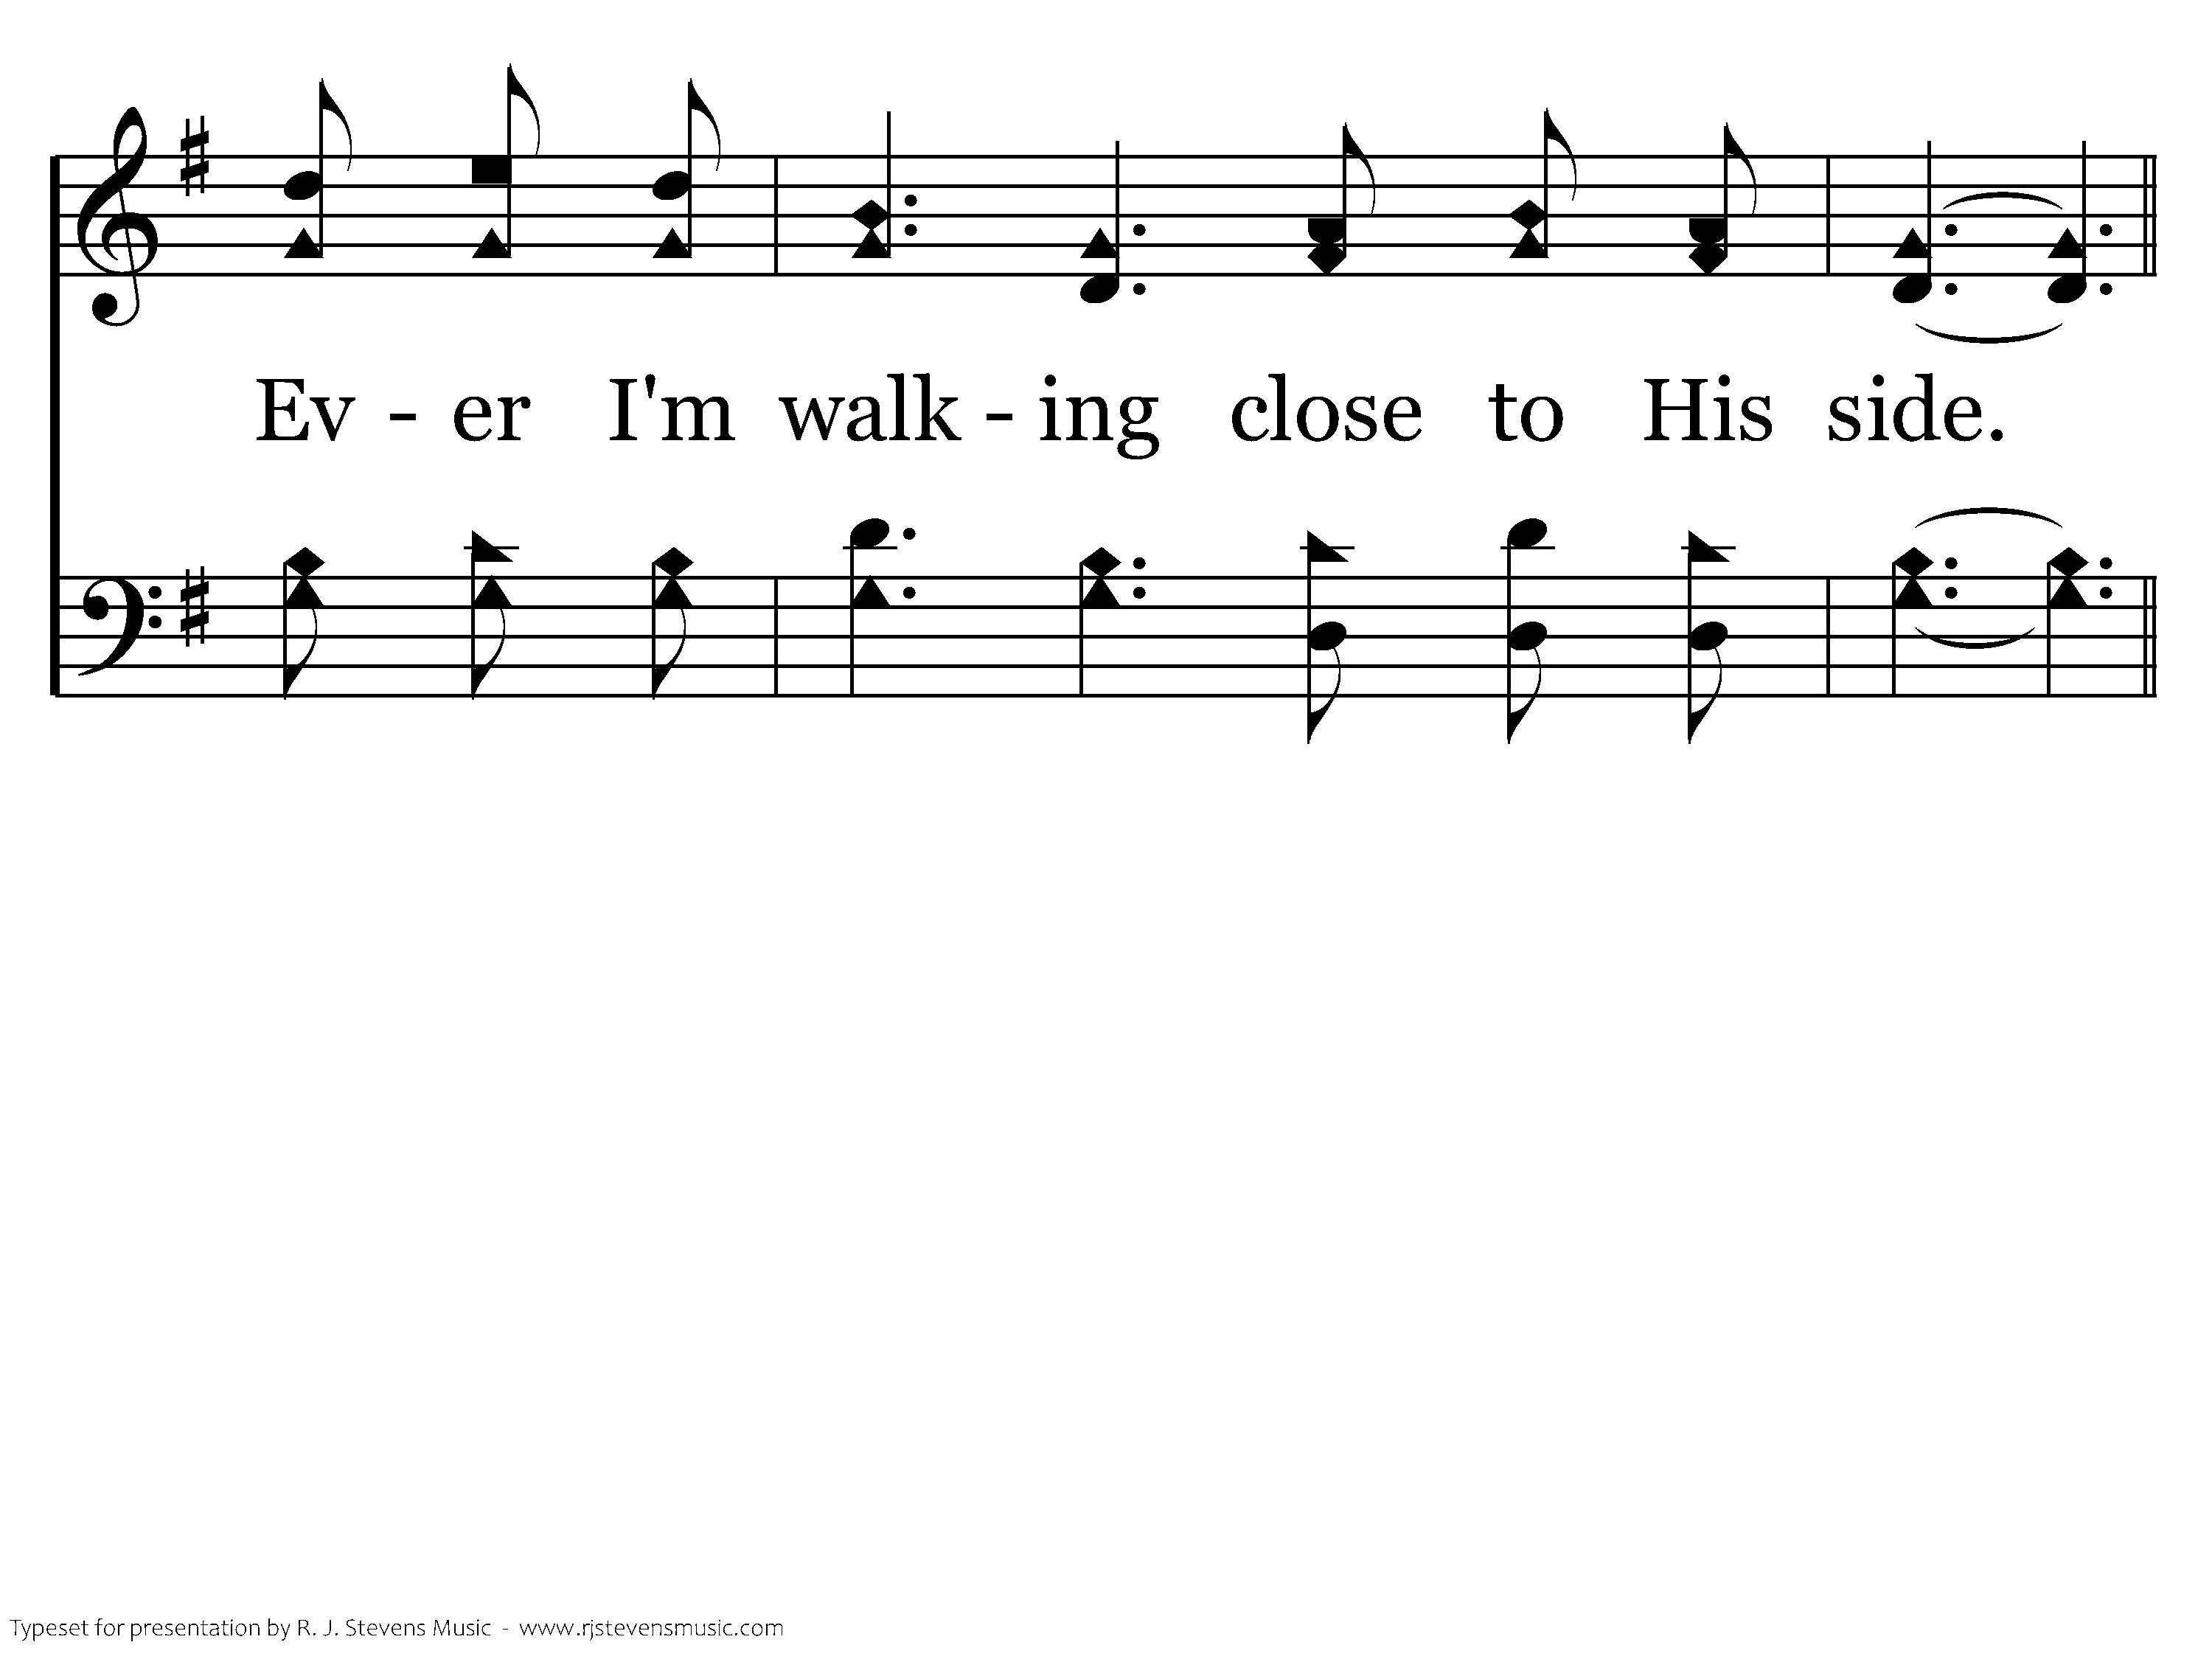 Ev - er I'm walk - ing close to His side.
Typeset for presentation by R. J. Stevens Music - www.rjstevensmusic.com